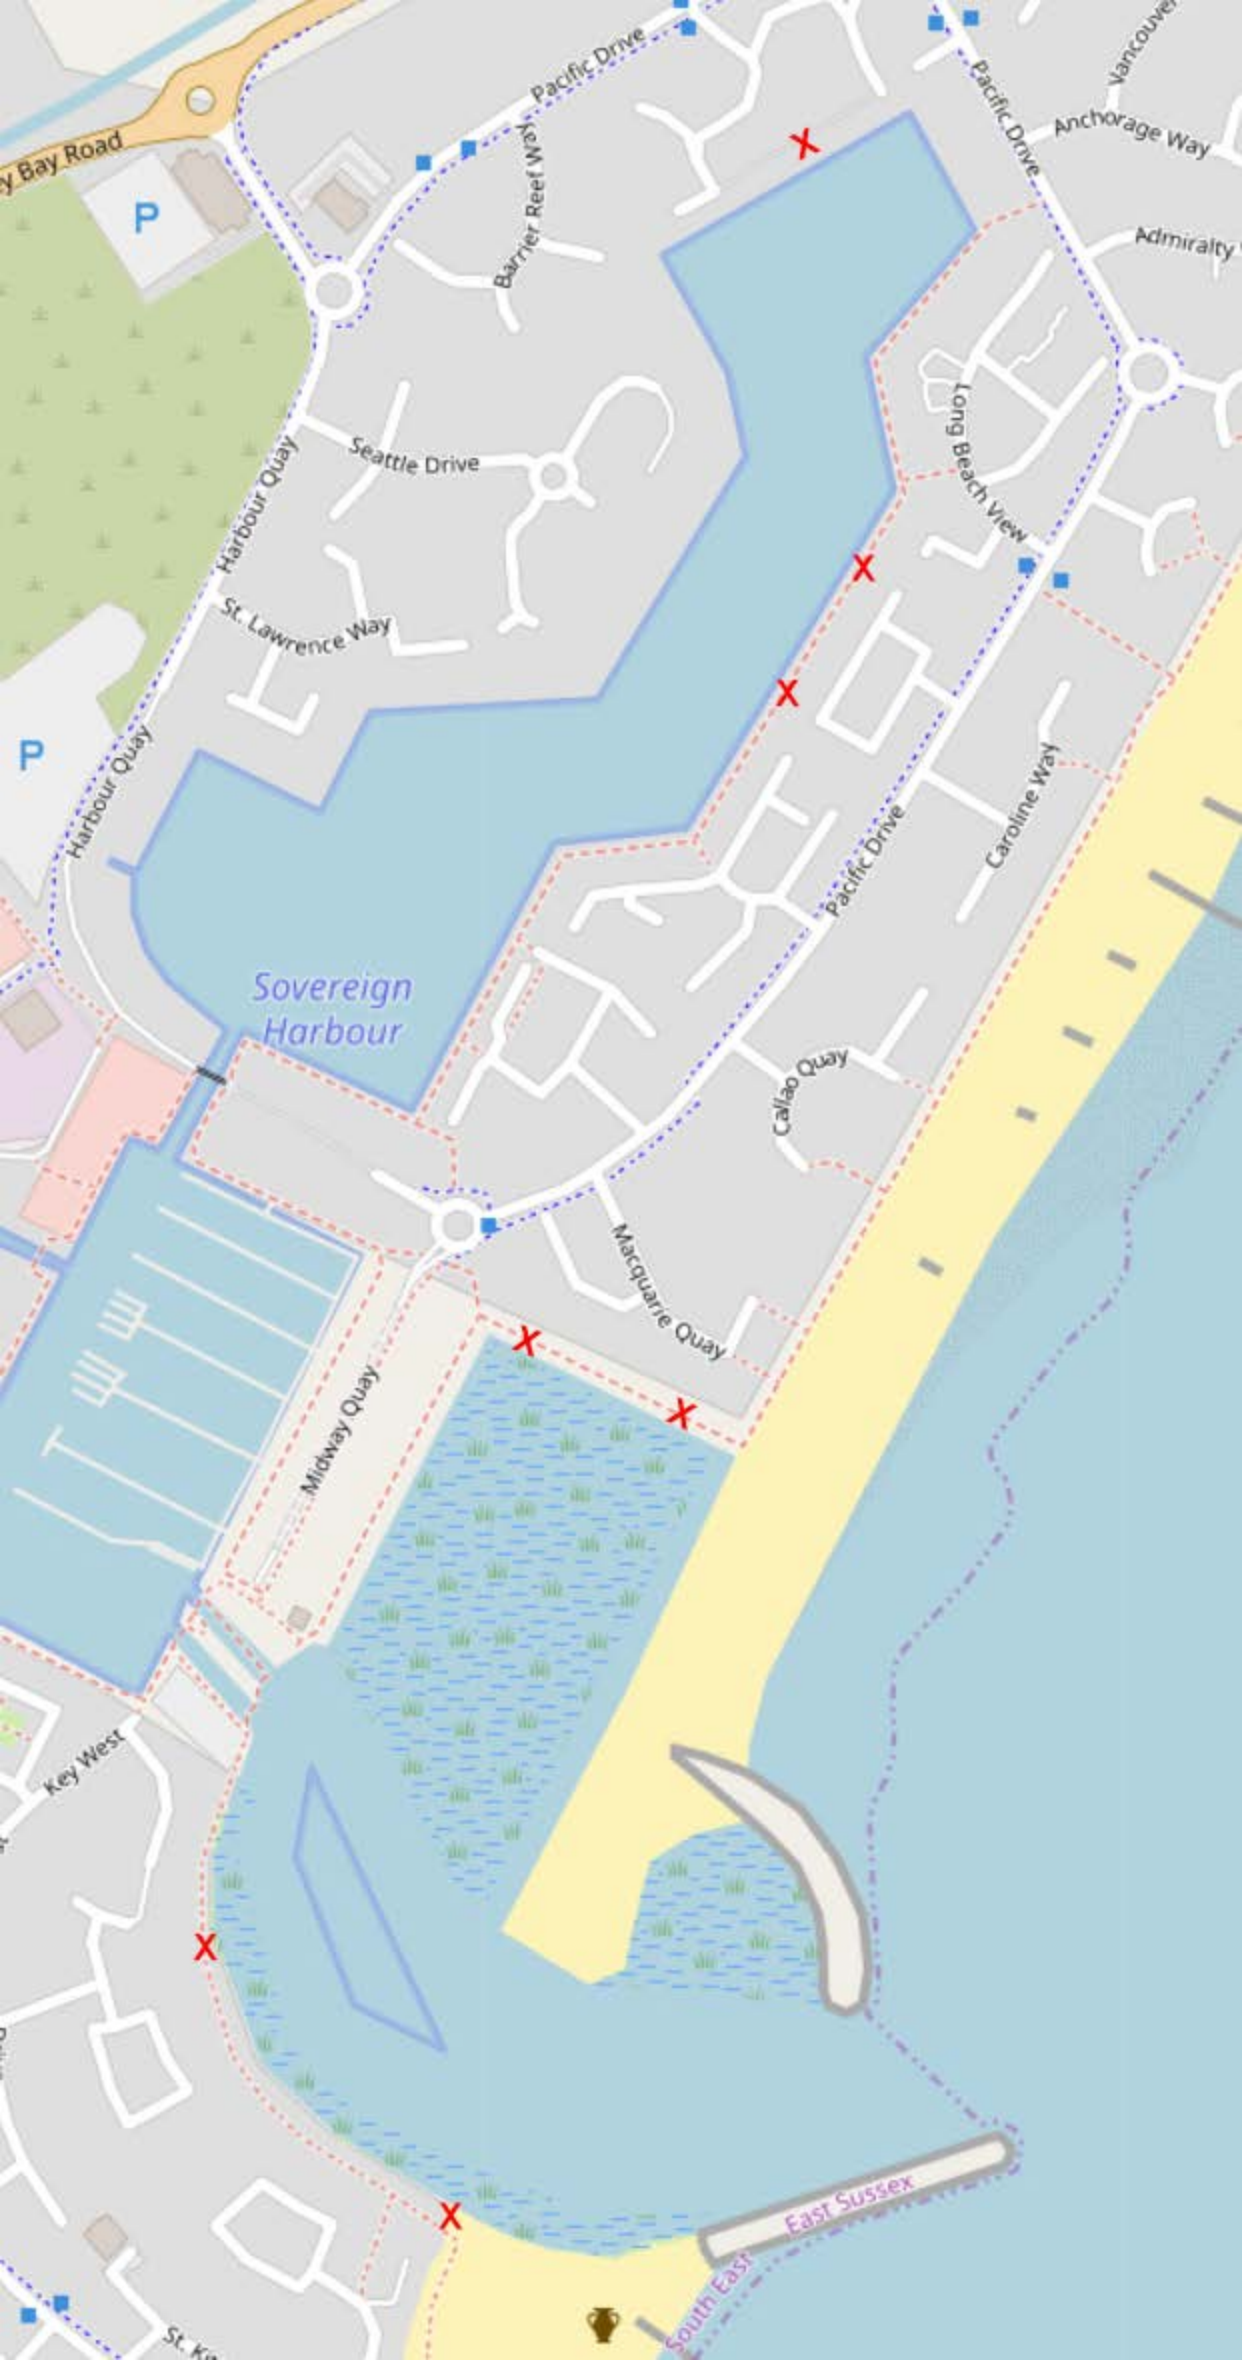 Pacific Drive
Vancouver
Pacific Drive
Anchorage Way
y Bay Road
P
Barrier Reef Way
Admiralty
Long Beach View
Seattle Drive
Harbour Quay
St. Lawrence Way
P
Harbour Quay
Caroline Way
Pacific Drive
Sovereign
Harbour
Callao Quay
Macquarie Quay
Midway Quay
Key West
East Sussex
South East
St. Ki
X
X
X
X
X
X
X